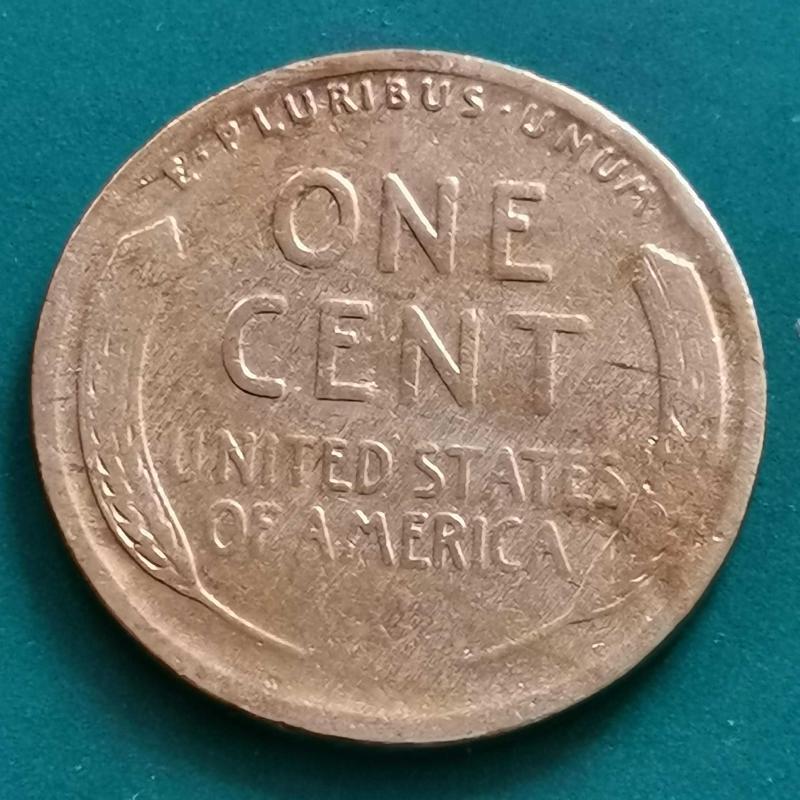 E · PLURIBUS · UNUM
ONE
CENT
UNITED STATES
OF AMERICA